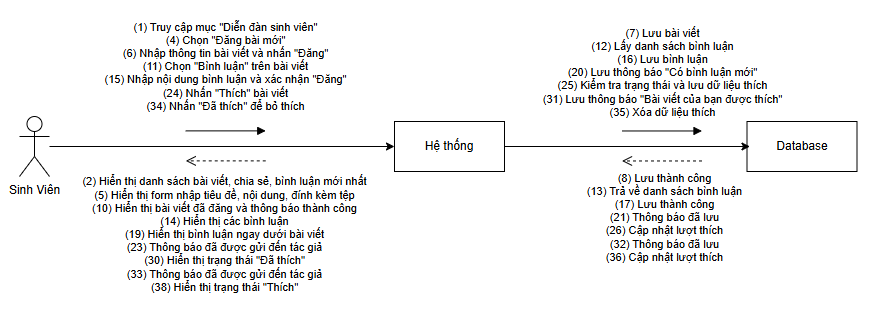 (1) Truy cập mục "Diễn đàn sinh viên"
(4) Chọn "Đăng bài mới"
(6) Nhập thông tin bài viết và nhấn "Đăng"
(11) Chọn "Bình luận" trên bài viết
(15) Nhập nội dung bình luận và xác nhận "Đăng"
(24) Nhấn "Thích" bài viết
(34) Nhấn "Đã thích" để bỏ thích
(7) Lưu bài viết
(12) Lấy danh sách bình luận
(16) Lưu bình luận
(20) Lưu thông báo "Có bình luận mới"
(25) Kiểm tra trạng thái và lưu dữ liệu thích
(31) Lưu thông báo "Bài viết của bạn được thích"
(35) Xóa dữ liệu thích
Sinh Viên
Hệ thống
Database
(2) Hiển thị danh sách bài viết, chia sẻ, bình luận mới nhất
(5) Hiển thị form nhập tiêu đề, nội dung, đính kèm tệp
(10) Hiển thị bài viết đã đăng và thông báo thành công
(14) Hiển thị các bình luận
(19) Hiển thị bình luận ngay dưới bài viết
(23) Thông báo đã được gửi đến tác giả
(30) Hiển thị trạng thái "Đã thích"
(33) Thông báo đã được gửi đến tác giả
(38) Hiển thị trạng thái "Thích"
(8) Lưu thành công
(13) Trả về danh sách bình luận
(17) Lưu thành công
(21) Thông báo đã lưu
(26) Cập nhật lượt thích
(32) Thông báo đã lưu
(36) Cập nhật lượt thích